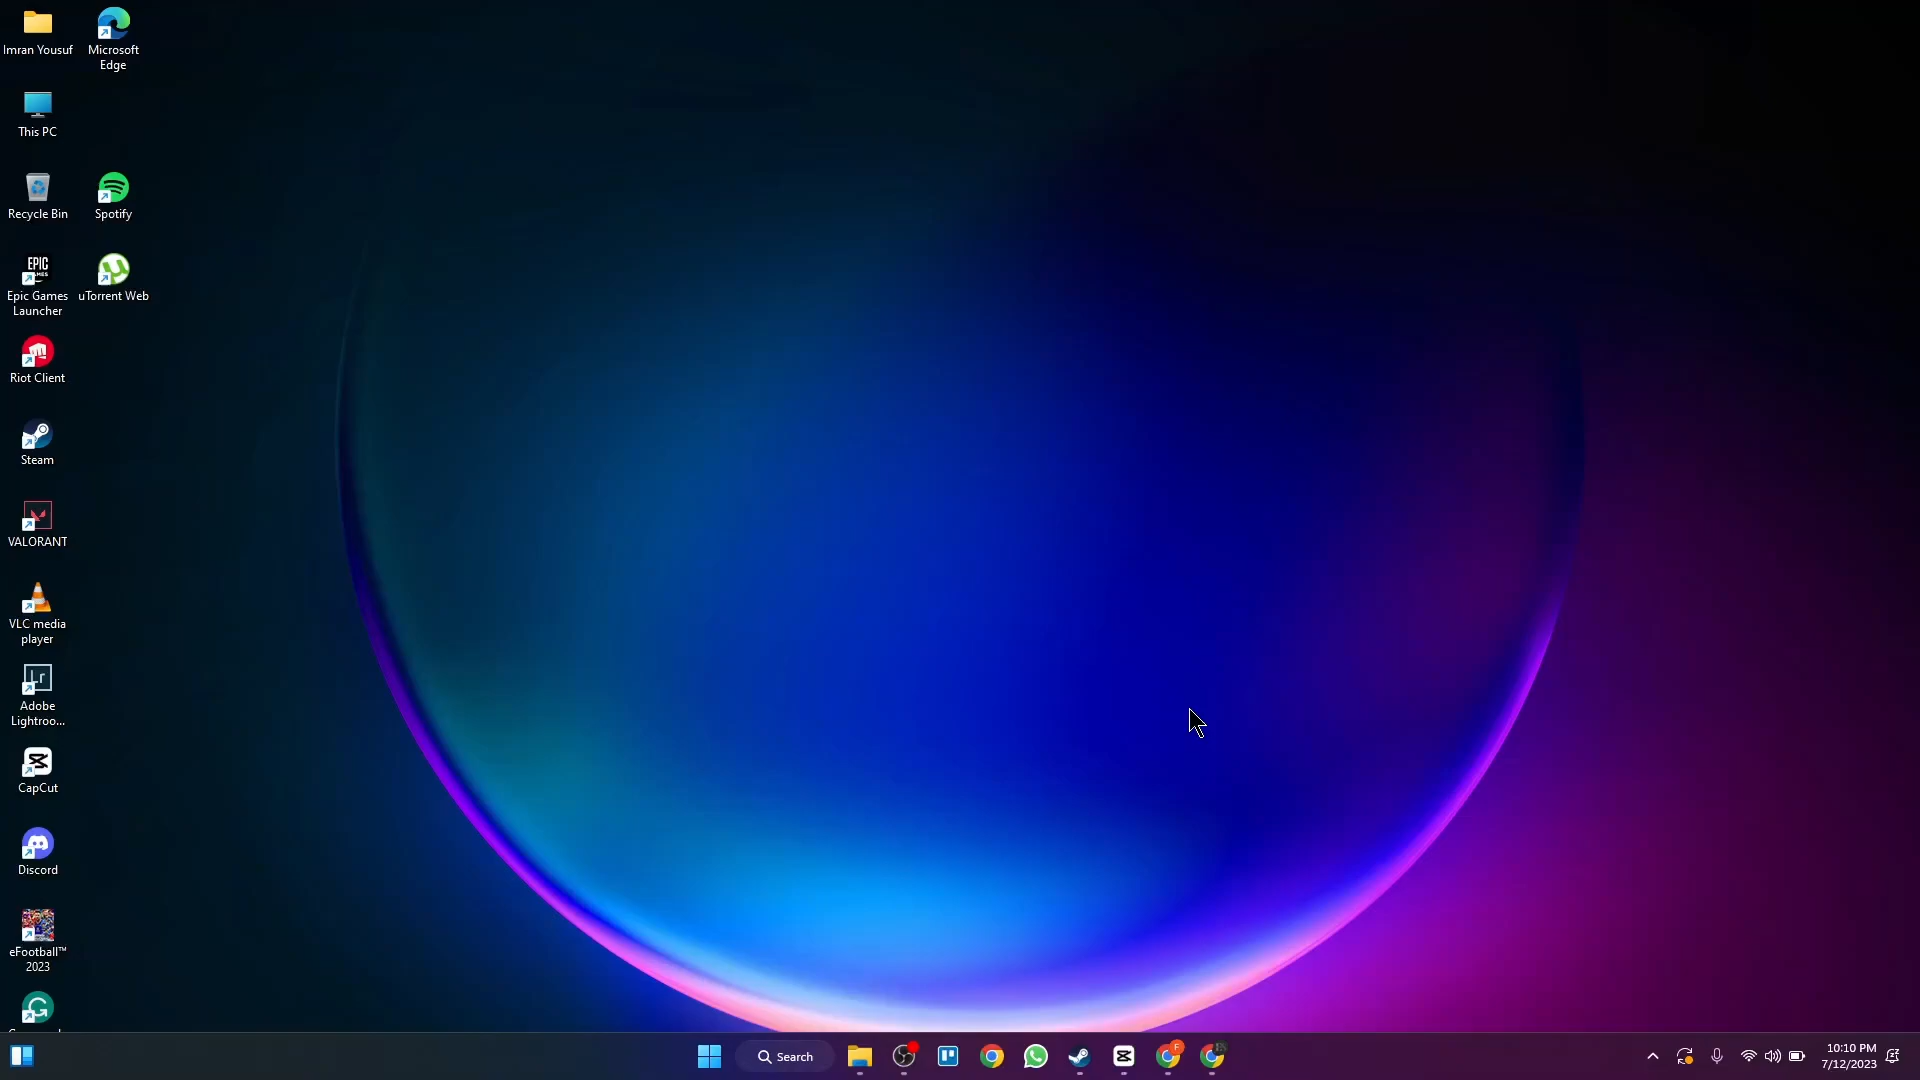 Imran Yousuf
Microsoft
Edge
This PC
Recycle Bin
Spotify
EPIC
GAMES
Epic Games
Launcher
uTorrent Web
Riot Client
Steam
VALORANT
VLC media
player
Lr
Adobe
Lightroo...
CapCut
Discord
eFootball™
2023
Search
F
10:10 PM
7/12/2023